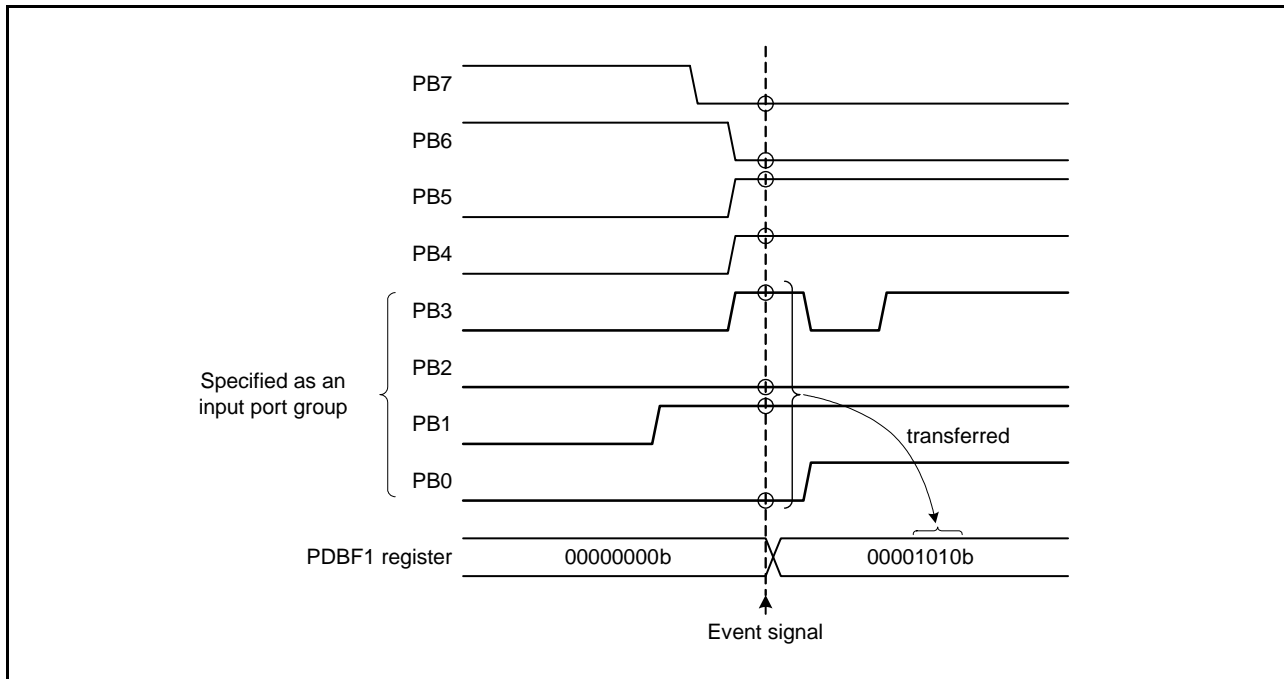 PB7
PB6
PB5
PB4
PB3
PB2
Specified as an
input port group
PB1
transferred
PB0
PDBF1 register
00000000b
00001010b
Event signal